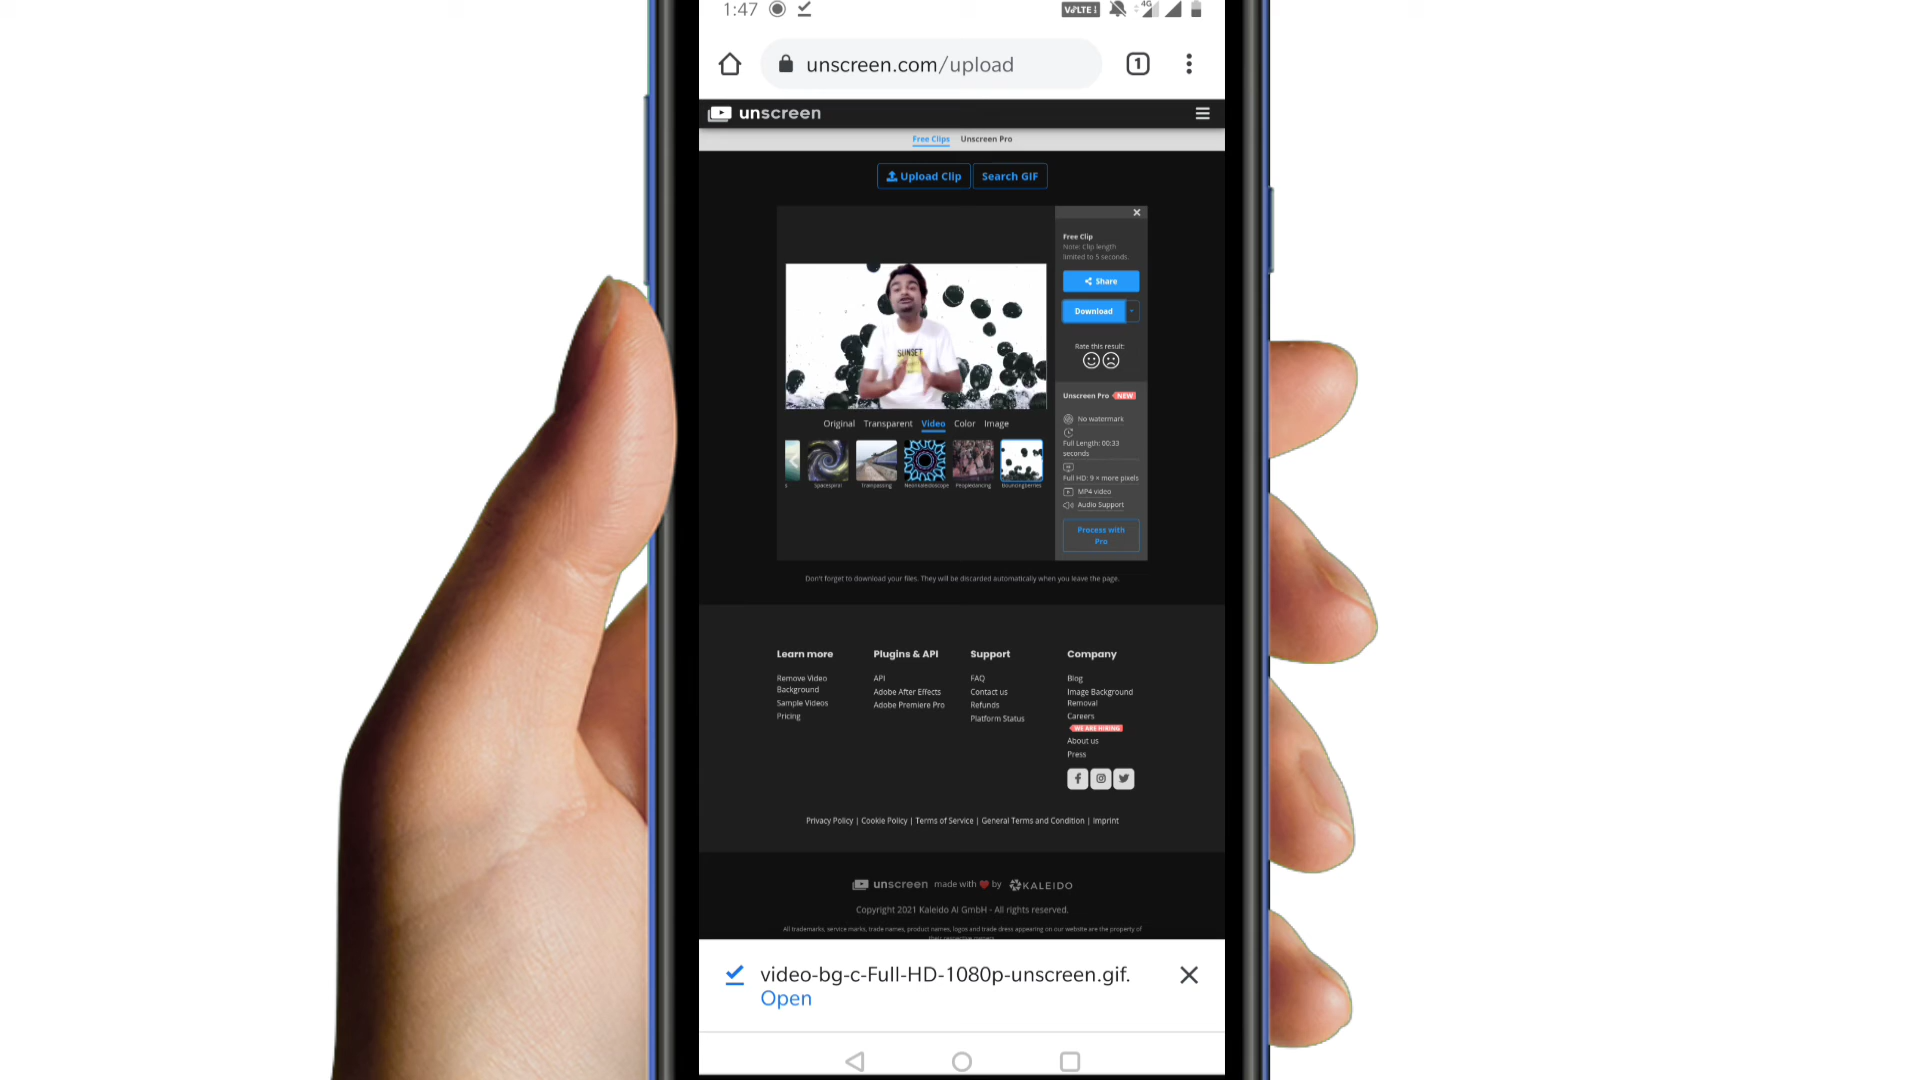 1:47
VoLTE
4G
unscreen.com/upload
1
unscreen
Free Clips Unscreen Pro
Upload Clip Search GIF
Free Clip
Note: Clip length
limited to 5 seconds.
Share
Download
Rate this result:
SUNSET
Unscreen Pro NEW
No watermark
Full Length: 00:33
seconds
Full HD: 9 × more pixels
MP4 video
Audio Support
Process with
Pro
Original Transparent Video Color Image
s Spacespiral Trainpassing Neonkaleidoscope Peopledancing Bouncingberries
Don't forget to download your files. They will be discarded automatically when you leave the page.
Learn more
Remove Video
Background
Sample Videos
Pricing
Plugins & API
API
Adobe After Effects
Adobe Premiere Pro
Support
FAQ
Contact us
Refunds
Platform Status
Company
Blog
Image Background
Removal
Careers
WE ARE HIRING
About us
Press
Privacy Policy | Cookie Policy | Terms of Service | General Terms and Condition | Imprint
unscreen made with by KALEIDO
Copyright 2021 Kaleido AI GmbH - All rights reserved.
All trademarks, service marks, trade names, product names, logos and trade dress appearing on our website are the property of
their respective owners.
video-bg-c-Full-HD-1080p-unscreen.gif.
Open